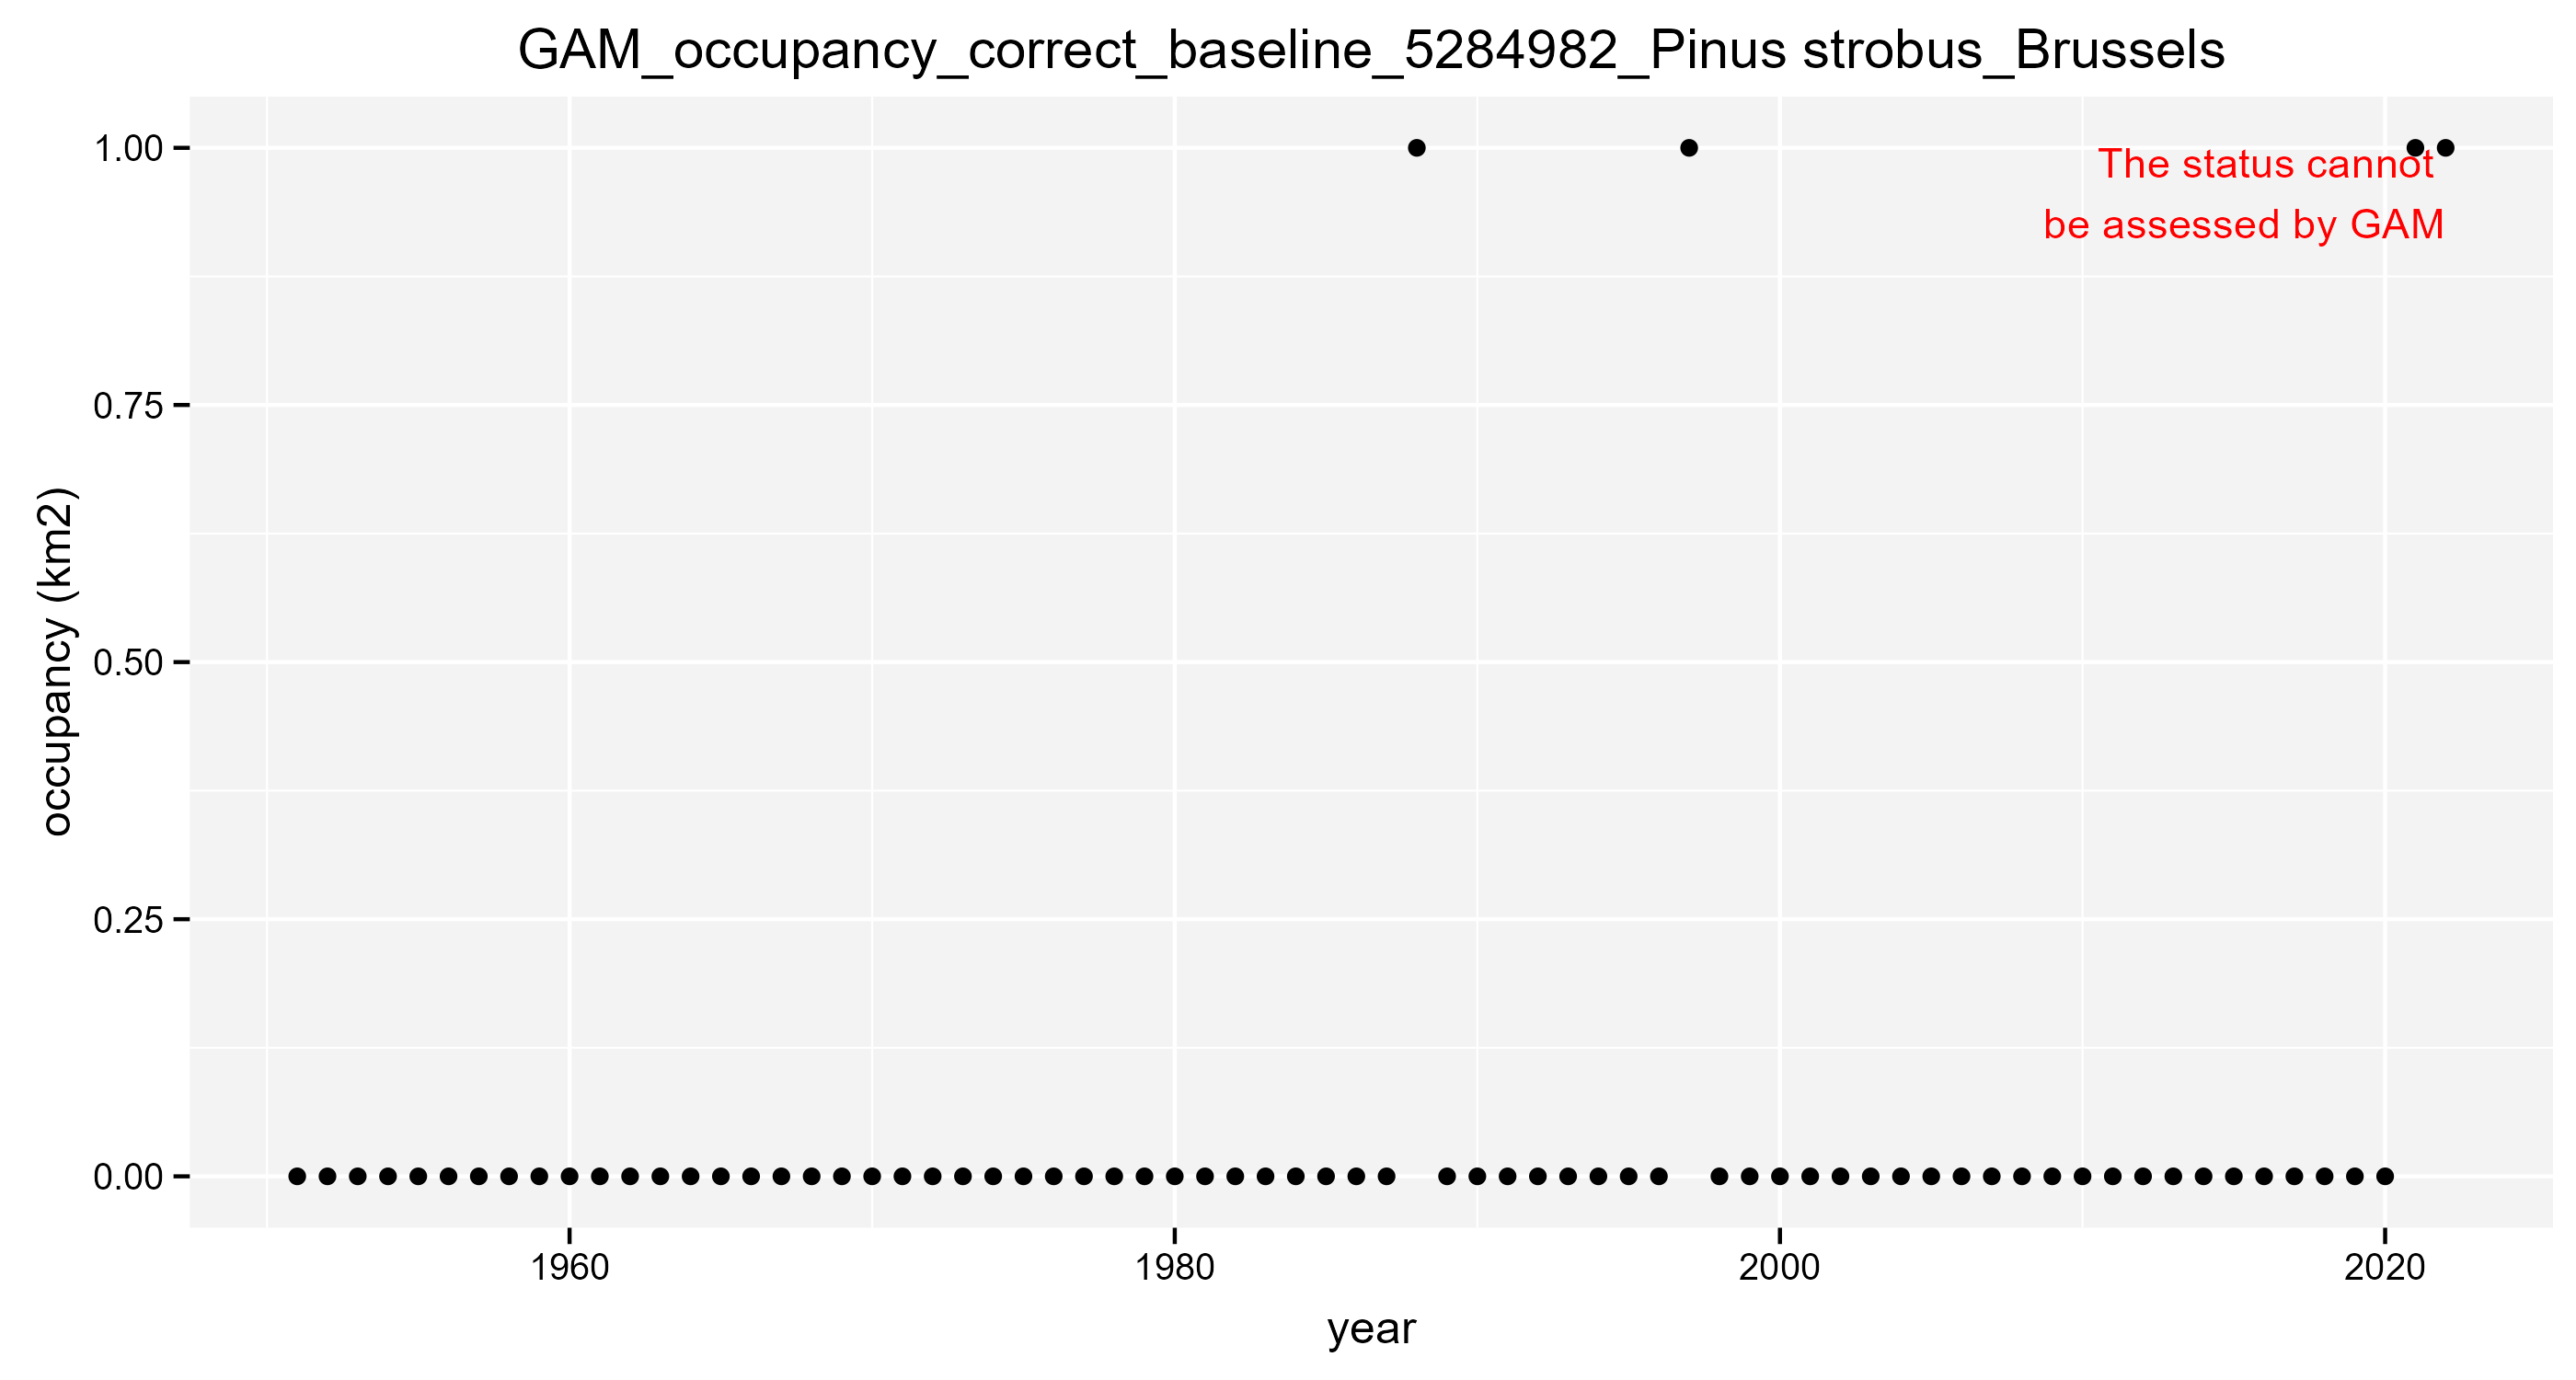 GAM_occupancy_correct_baseline_5284982_Pinus strobus_Brussels
1.00
The status cannot
be assessed by GAM
0.75
occupancy (km2)
0.50
0.25
0.00
1960 1980 2000 2020
year